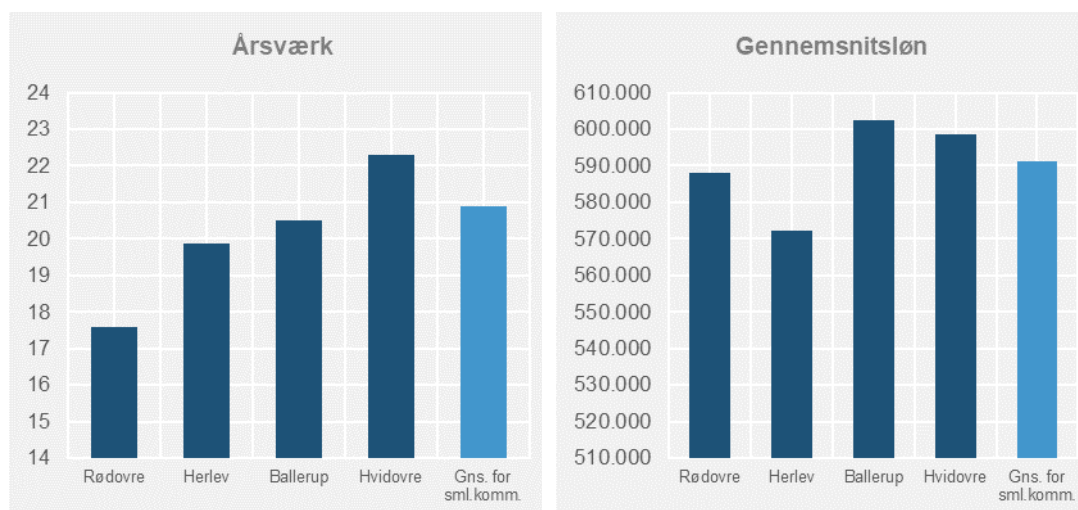 Årsværk
24
23
22
21
20
19
18
17
16
15
14
Rødovre
Herlev
Ballerup
Hvidovre
Gns. for
sml.komm.
Gennemsnitsløn
610.000
600.000
590.000
580.000
570.000
560.000
550.000
540.000
530.000
520.000
510.000
Rødovre
Herlev
Ballerup
Hvidovre
Gns. for
sml.komm.